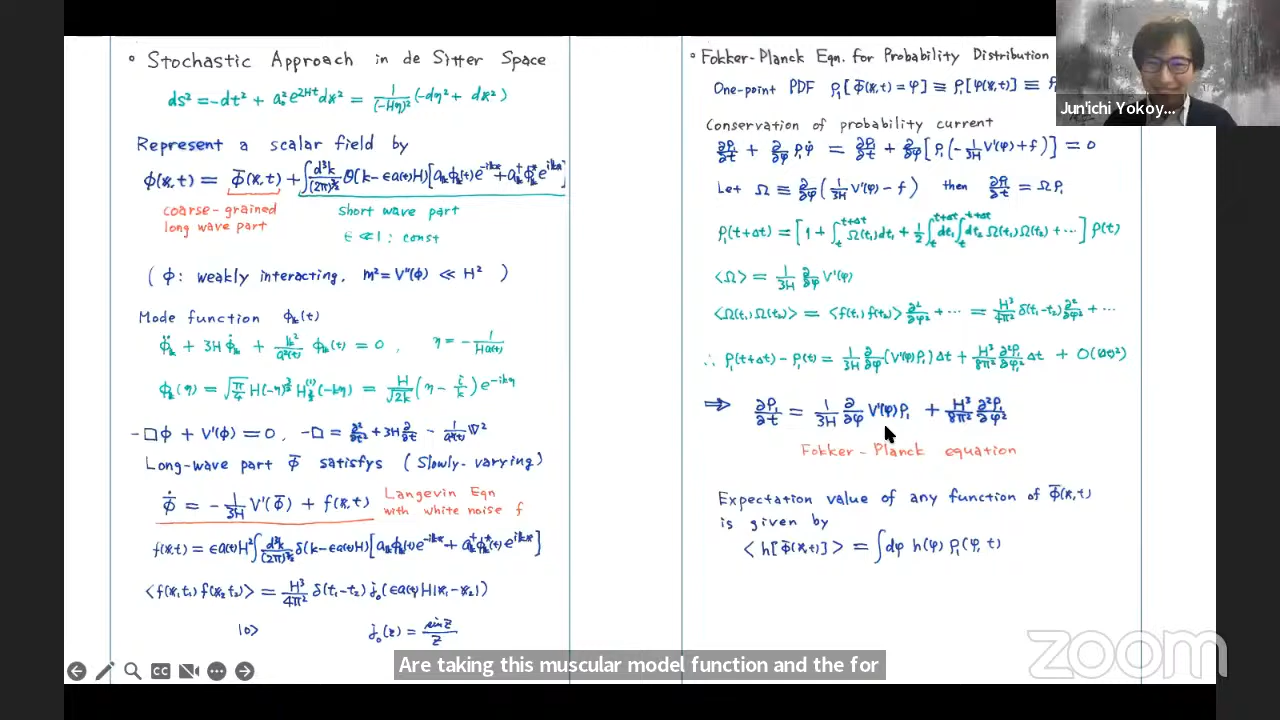 • Stochastic Approach in de Sitter Space
ds² = -dt² + a₀²e^{2Ht}dx² = 1/(-Hη)² (-dη² + dx²)
Represent a scalar field by
φ(x,t) = Φ̄(x,t) + ∫ d³k/(2π)^{3/2} θ(k-εa(t)H)[a_k φ_k(t) e^{-ikx} + a_k† φ_k* e^{ikx}]
coarse-grained long wave part
short wave part
ε ≪ 1 : const
( φ : weakly interacting, m² = V''(φ) ≪ H² )
Mode function φ_k(t)
φ̈_k + 3Hφ̇_k + k²/a²(t) φ_k(t) = 0 , η = -1/Ha(t)
φ_k(η) = √(π/4) H(-η)^{3/2} H^{(1)}_{3/2}(-kη) = H/√(2k) (η - i/k) e^{-ikη}
-□φ + V'(φ) = 0 , -□ = ∂²/∂t² + 3H ∂/∂t - 1/a²(t) ∇²
Long-wave part Φ̄ satisfys (Slowly-varying)
Φ̄̇ = -1/3H V'(Φ̄) + f(x,t)
Langevin Eqn
with white noise f
f(x,t) = εa(t)H² ∫ d³k/(2π)^{3/2} δ(k-εa(t)H)[a_k φ_k(t) e^{-ikx} + a_k† φ_k*(t) e^{ikx}]
<f(x₁t₁) f(x₂t₂)> = H³/4π² δ(t₁-t₂) j₀(εa(t)H|x₁-x₂|)
|0> j₀(z) = sin z/z
• Fokker-Planck Eqn. for Probability Distribution
One-point PDF ρ₁[Φ̄(x,t) = φ] ≡ ρ₁[φ(x,t)] ≡
Conservation of probability current
∂ρ₁/∂t + ∂/∂φ ρ₁φ̇ = ∂ρ₁/∂t + ∂/∂φ[ρ₁(-1/3H V'(φ) + f)] = 0
Let Ω ≡ ∂/∂φ (1/3H V'(φ) - f) then ∂ρ₁/∂t = Ωρ₁
ρ₁(t+Δt) = [1 + ∫_t^{t+Δt} Ω(t₁)dt₁ + 1/2 ∫_t^{t+Δt} dt₁ ∫_t^{t+Δt} dt₂ Ω(t₁)Ω(t₂) + ⋯] ρ(t)
<Ω> = 1/3H ∂/∂φ V'(φ)
<Ω(t₁)Ω(t₂)> = <f(t₁)f(t₂)> ∂²/∂φ² + ⋯ = H³/4π² δ(t₁-t₂) ∂²/∂φ² + ⋯
∴ ρ₁(t+Δt) - ρ₁(t) = 1/3H ∂/∂φ (V'(φ)ρ₁)Δt + H³/8π² ∂²ρ₁/∂φ² Δt + O((Δt)²)
⇒ ∂ρ₁/∂t = 1/3H ∂/∂φ V'(φ)ρ₁ + H³/8π² ∂²ρ₁/∂φ²
Fokker-Planck equation
Expectation value of any function of Φ̄(x,t)
is given by
<h[Φ̄(x,t)]> = ∫dφ h(φ) ρ₁(φ, t)
Jun'ichi Yokoy...
Are taking this muscular model function and the for
CC
zoom